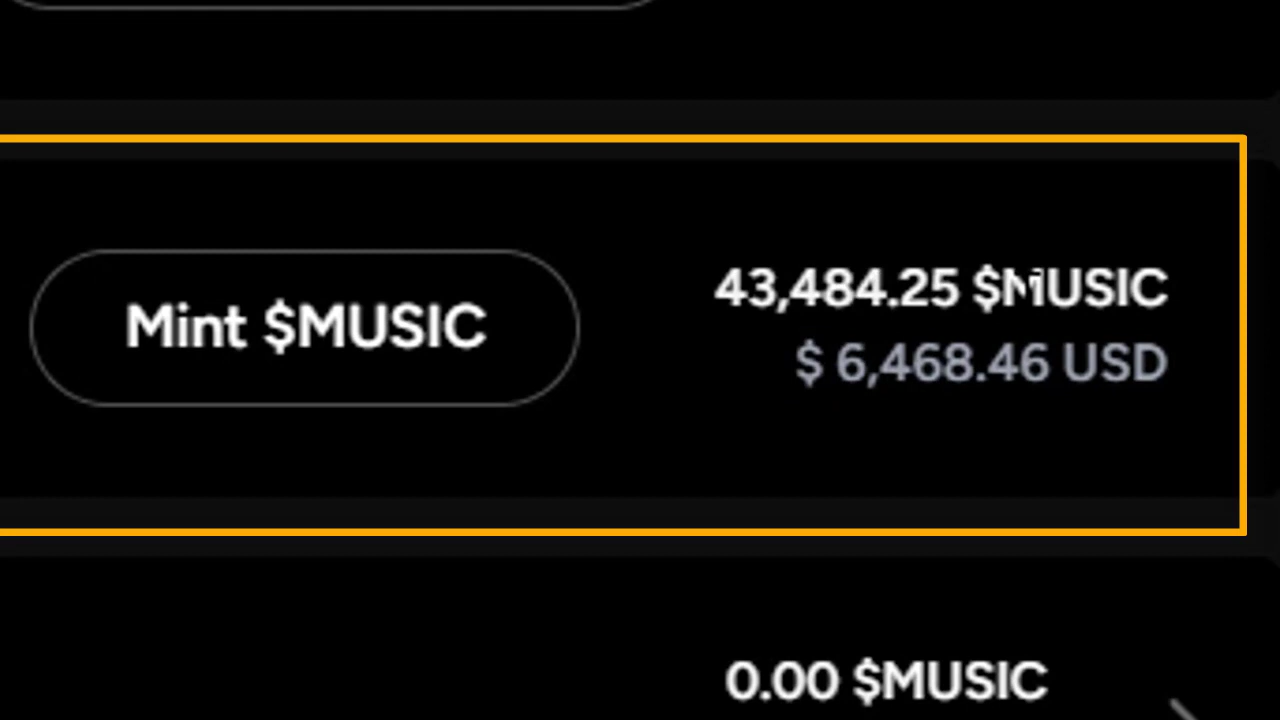 Mint $MUSIC
43,484.25 $MUSIC
$ 6,468.46 USD
0.00 $MUSIC